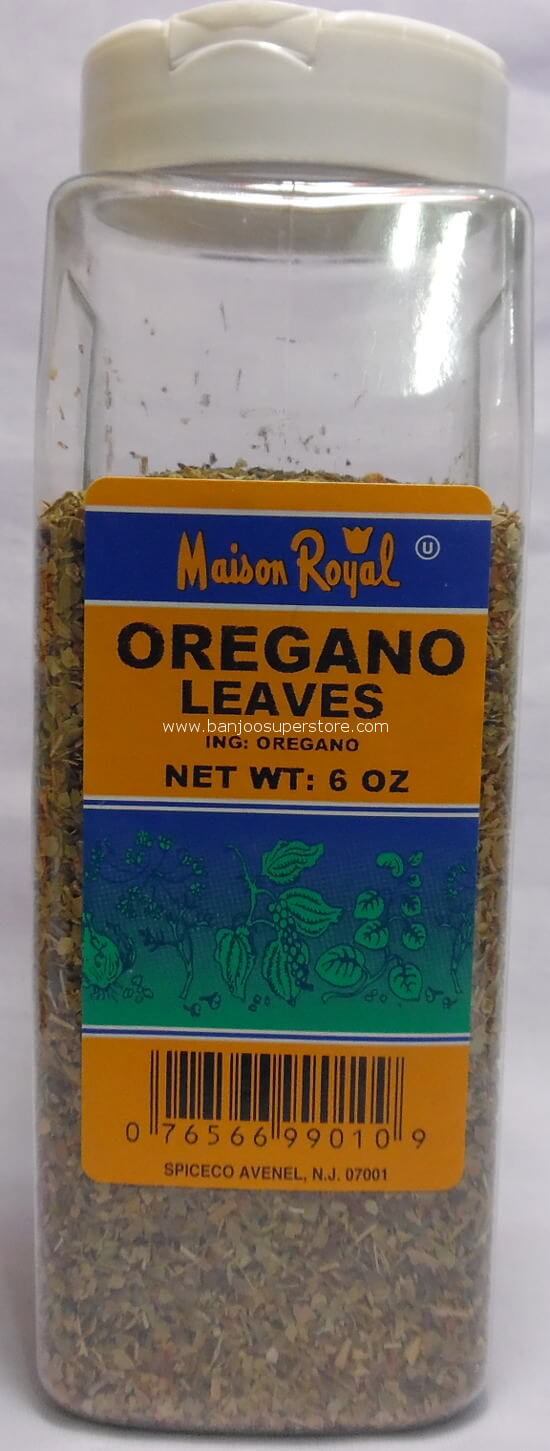 Maison Royal U
OREGANO
LEAVES
www.banjoosuperstore.com
ING: OREGANO
NET WT: 6 OZ
0 76566 99010 9
SPICECO AVENEL, N.J. 07001